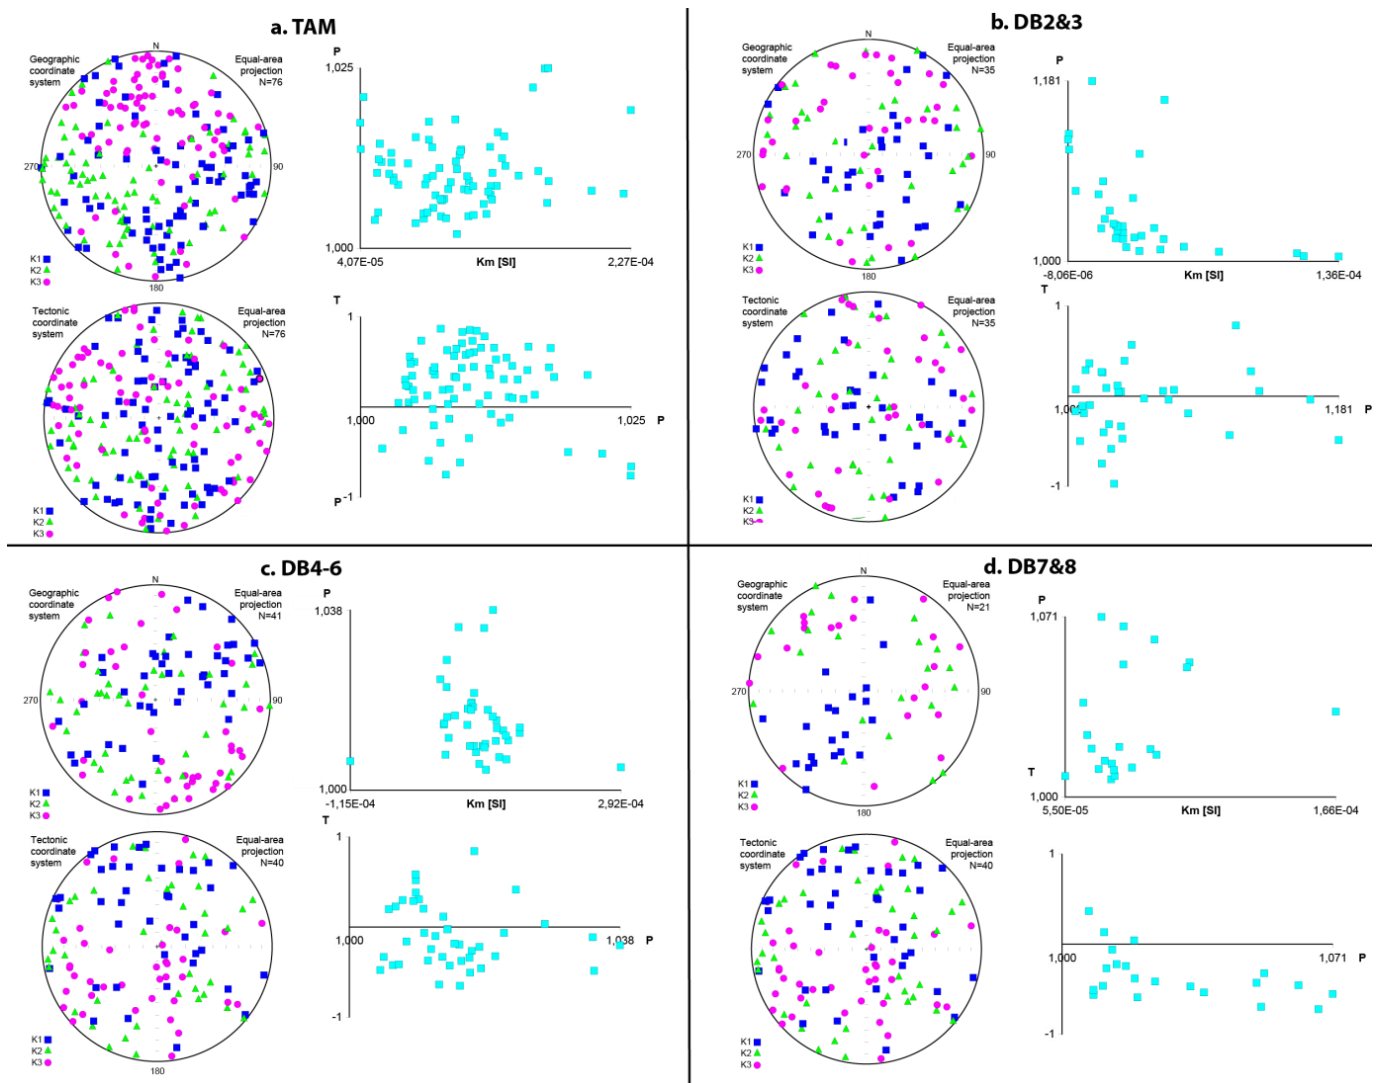 a. TAM
N
Geographic
coordinate
system
Equal-area
projection
N=76
270
90
180
K1
K2
K3
P
1,025
1,000
4,07E-05
Km [SI]
2,27E-04
Tectonic
coordinate
system
Equal-area
projection
N=76
K1
K2
K3
T
1
1,000
1,025
P
-1
P
b. DB2&3
N
Geographic
coordinate
system
Equal-area
projection
N=35
270
90
180
K1
K2
K3
P
1,181
1,000
-8,06E-06
Km [SI]
1,36E-04
Tectonic
coordinate
system
Equal-area
projection
N=35
K1
K2
K3
T
1
1,181
P
-1
c. DB4-6
N
Geographic
coordinate
system
Equal-area
projection
N=41
270
90
K1
K2
K3
P
1,038
1,000
-1,15E-04
Km [SI]
2,92E-04
Tectonic
coordinate
system
Equal-area
projection
N=40
180
K1
K2
K3
T
1
1,000
1,038
P
-1
d. DB7&8
N
Geographic
coordinate
system
Equal-area
projection
N=21
270
90
180
K1
K2
K3
P
1,071
T
1,000
5,50E-05
Km [SI]
1,66E-04
Tectonic
coordinate
system
Equal-area
projection
N=40
K1
K2
K3
1
1,000
1,071
P
-1